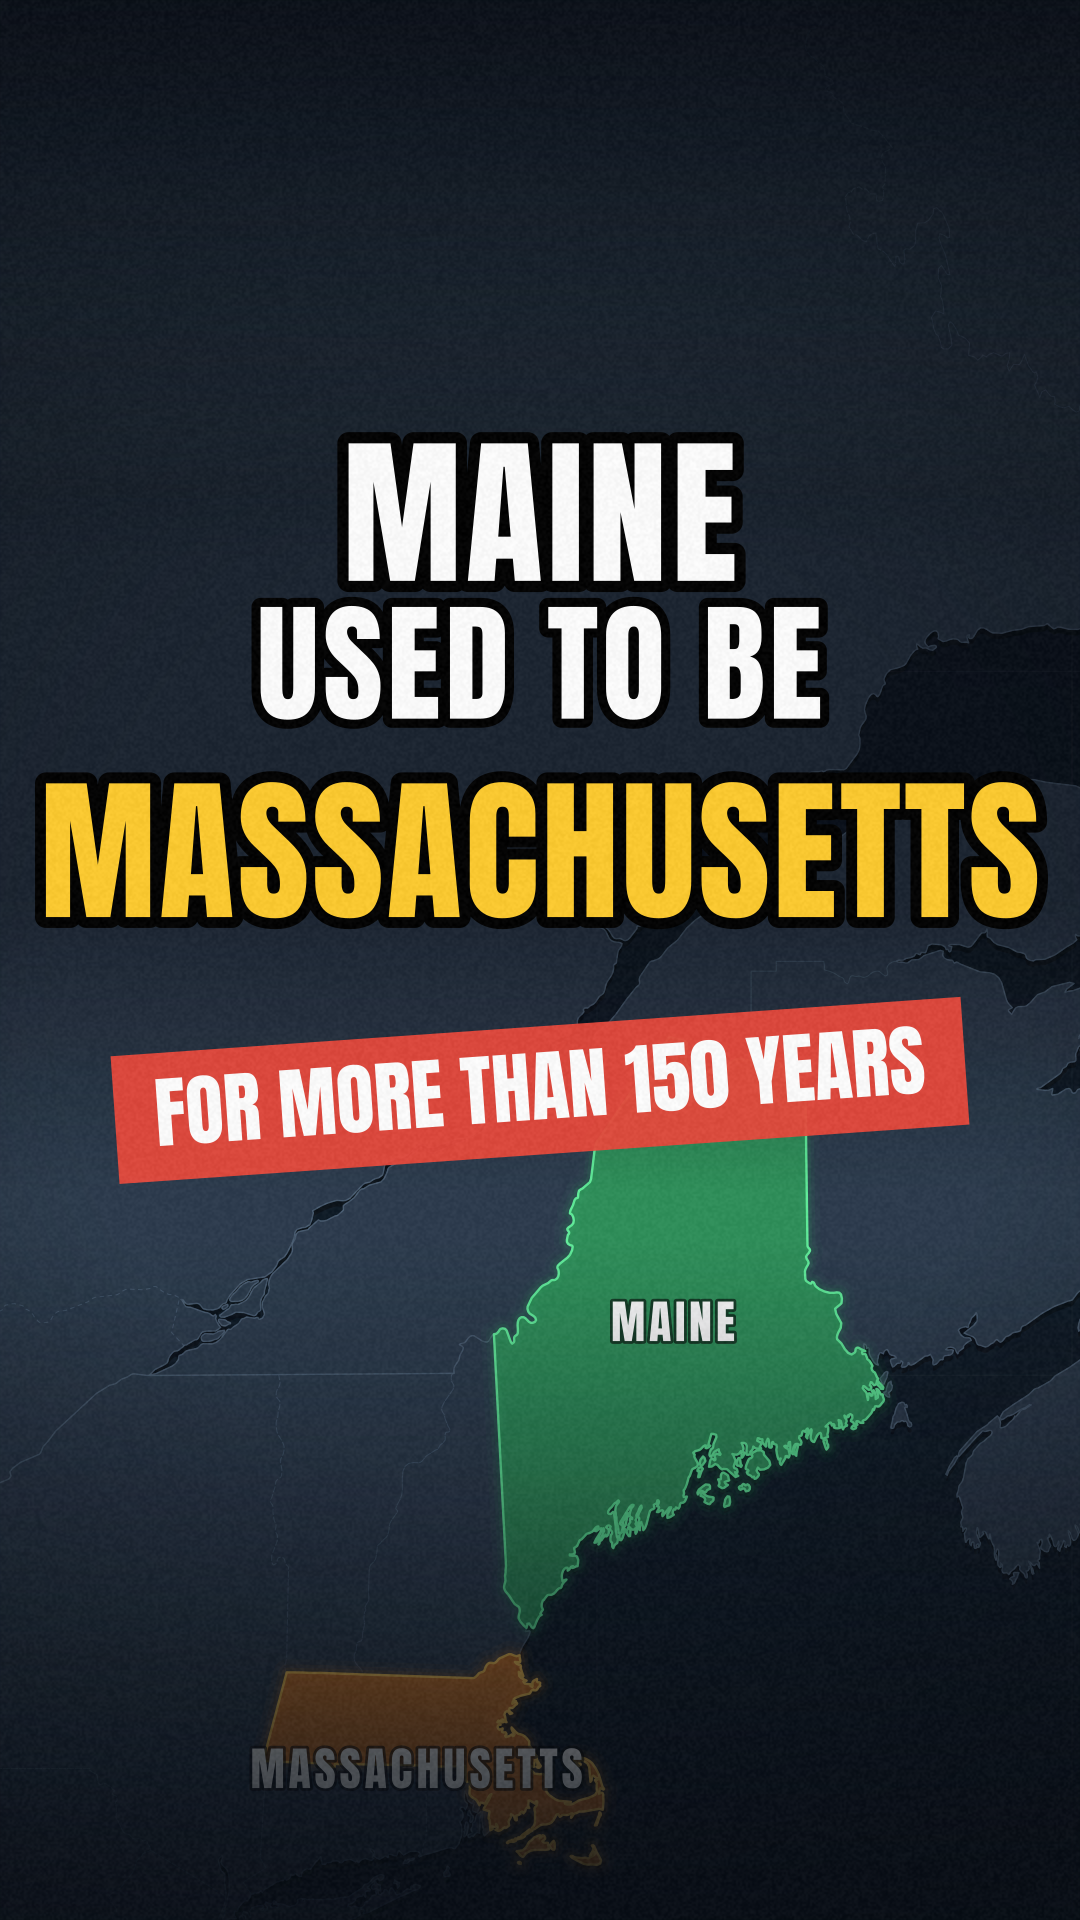 MAINE
USED TO BE
MASSACHUSETTS
FOR MORE THAN 150 YEARS
MAINE
MASSACHUSETTS